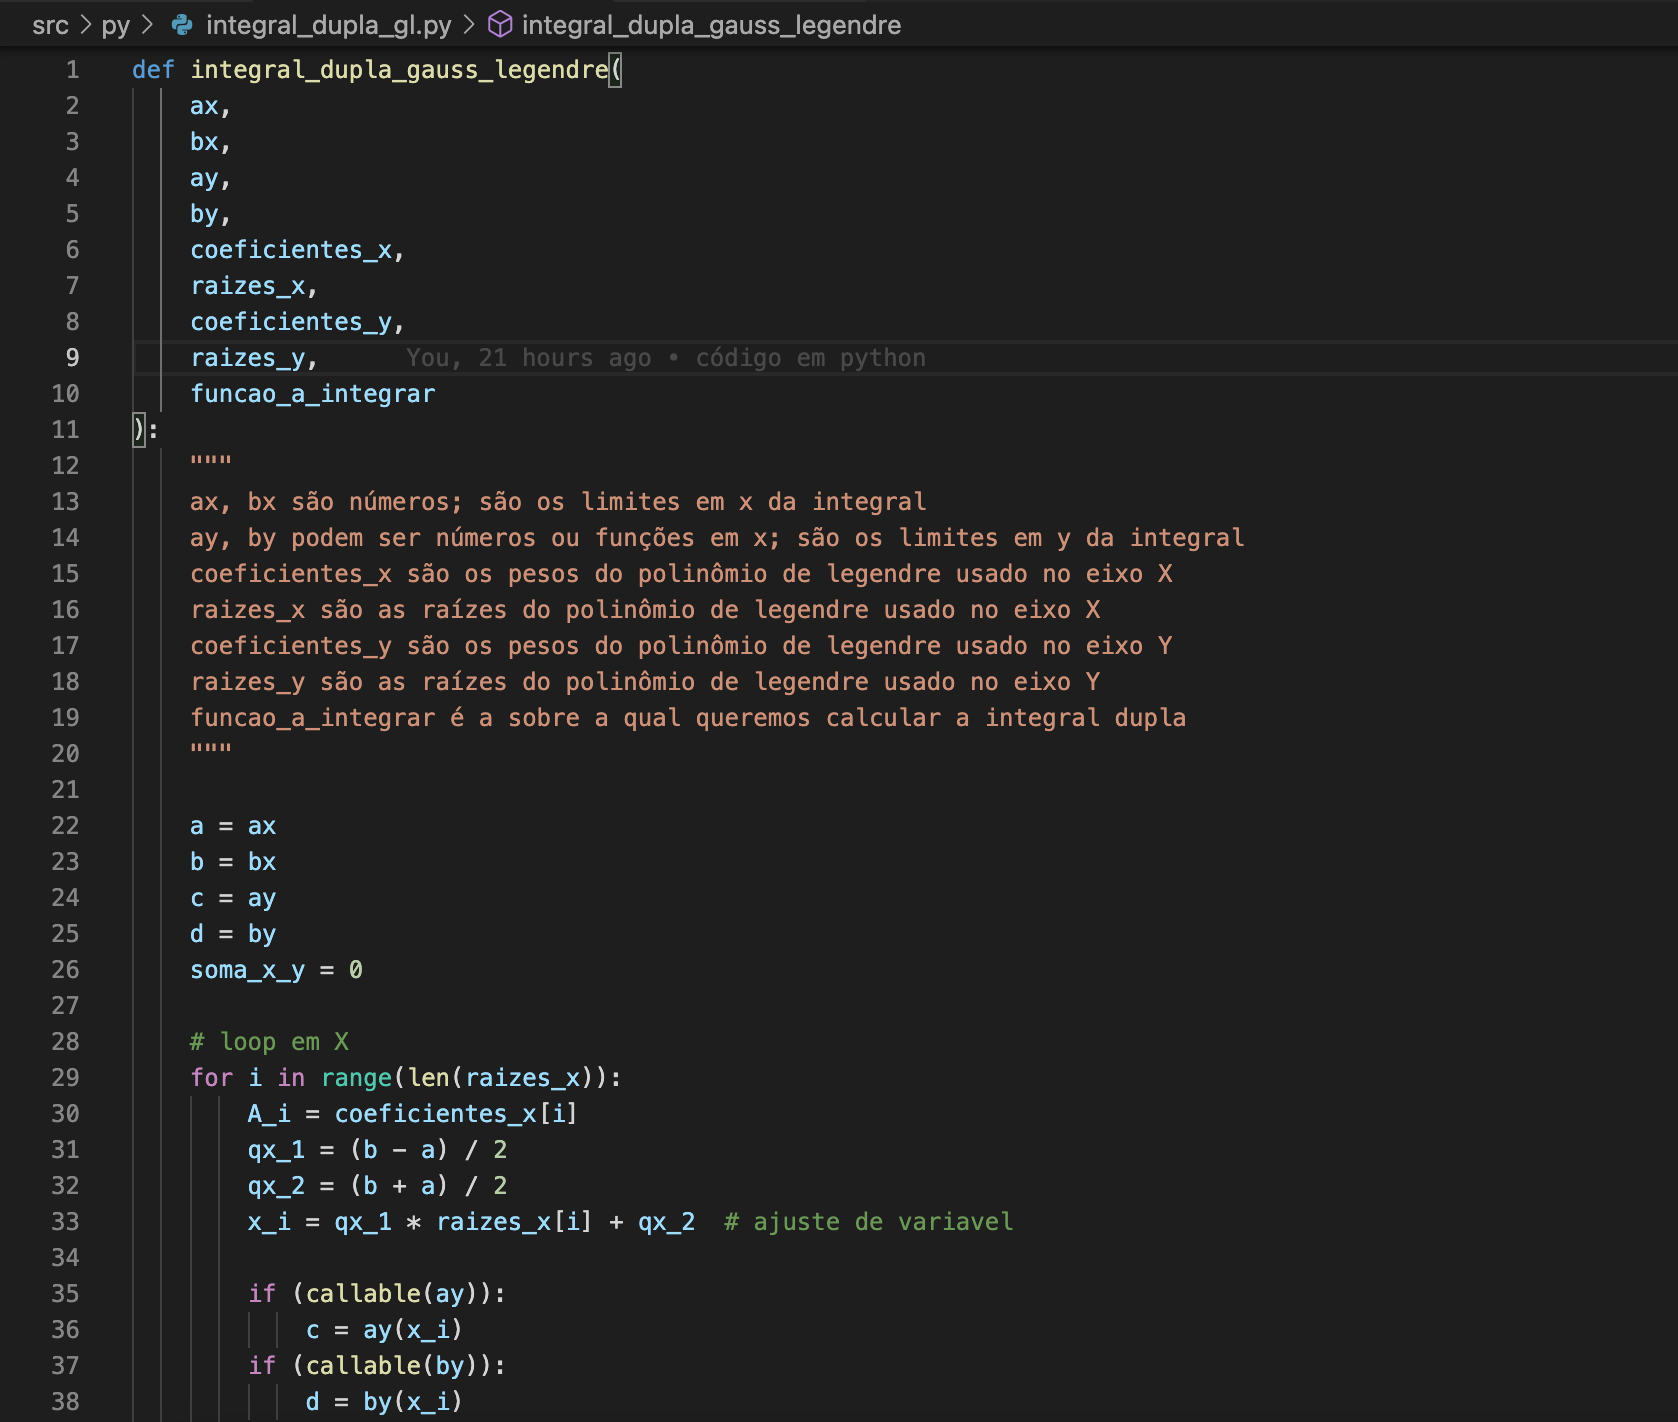 src > py > integral_dupla_gl.py > integral_dupla_gauss_legendre
1 def integral_dupla_gauss_legendre(
2 ax,
3 bx,
4 ay,
5 by,
6 coeficientes_x,
7 raizes_x,
8 coeficientes_y,
9 raizes_y, You, 21 hours ago • código em python
10 funcao_a_integrar
11 ):
12 """
13 ax, bx são números; são os limites em x da integral
14 ay, by podem ser números ou funções em x; são os limites em y da integral
15 coeficientes_x são os pesos do polinômio de legendre usado no eixo X
16 raizes_x são as raízes do polinômio de legendre usado no eixo X
17 coeficientes_y são os pesos do polinômio de legendre usado no eixo Y
18 raizes_y são as raízes do polinômio de legendre usado no eixo Y
19 funcao_a_integrar é a sobre a qual queremos calcular a integral dupla
20 """
21
22 a = ax
23 b = bx
24 c = ay
25 d = by
26 soma_x_y = 0
27
28 # loop em X
29 for i in range(len(raizes_x)):
30 A_i = coeficientes_x[i]
31 qx_1 = (b - a) / 2
32 qx_2 = (b + a) / 2
33 x_i = qx_1 * raizes_x[i] + qx_2 # ajuste de variavel
34
35 if (callable(ay)):
36 c = ay(x_i)
37 if (callable(by)):
38 d = by(x_i)